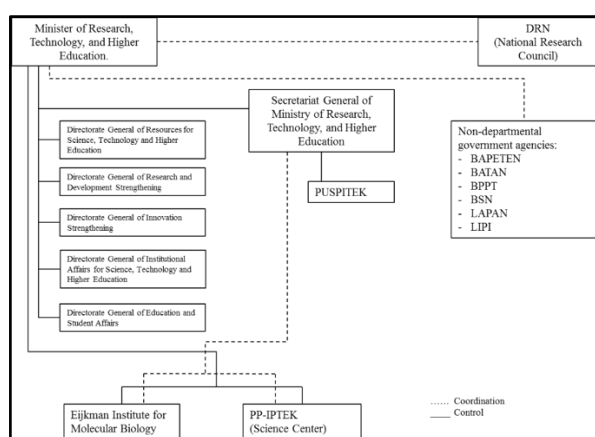 Minister of Research,
Technology, and Higher
Education.
DRN
(National Research
Council)
Secretariat General of
Ministry of Research,
Technology, and Higher
Education
Directorate General of Resources for
Science, Technology and Higher
Education
Directorate General of Research and
Development Strengthening
Directorate General of Innovation
Strengthening
Directorate General of Institutional
Affairs for Science, Technology and
Higher Education
Directorate General of Education and
Student Affairs
PUSPITEK
Non-departmental
government agencies:
- BAPETEN
- BATAN
- BPPT
- BSN
- LAPAN
- LIPI
Eijkman Institute for
Molecular Biology
PP-IPTEK
(Science Center)
...... Coordination
____ Control